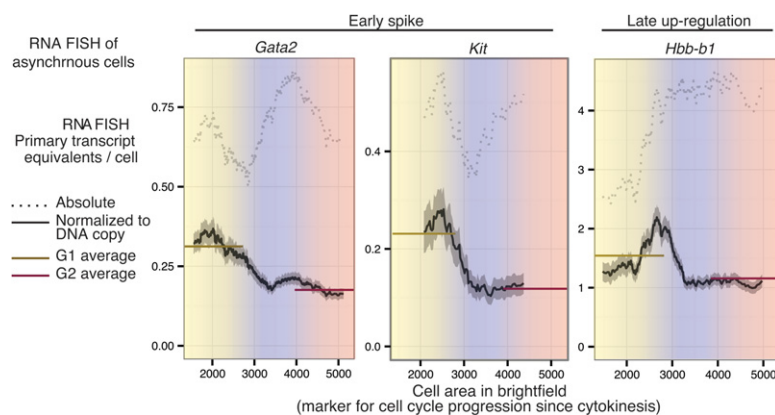 Early spike
Late up-regulation
RNA FISH of
asynchrnous cells
Gata2
Kit
Hbb-b1
RNA FISH
Primary transcript
equivalents / cell
Absolute
Normalized to
DNA copy
G1 average
G2 average
0.75
0.50
0.25
0.00
0.4
0.2
0.0
4
3
2
1
0
2000 3000 4000 5000
2000 3000 4000 5000
2000 3000 4000 5000
Cell area in brightfield
(marker for cell cycle progression since cytokinesis)